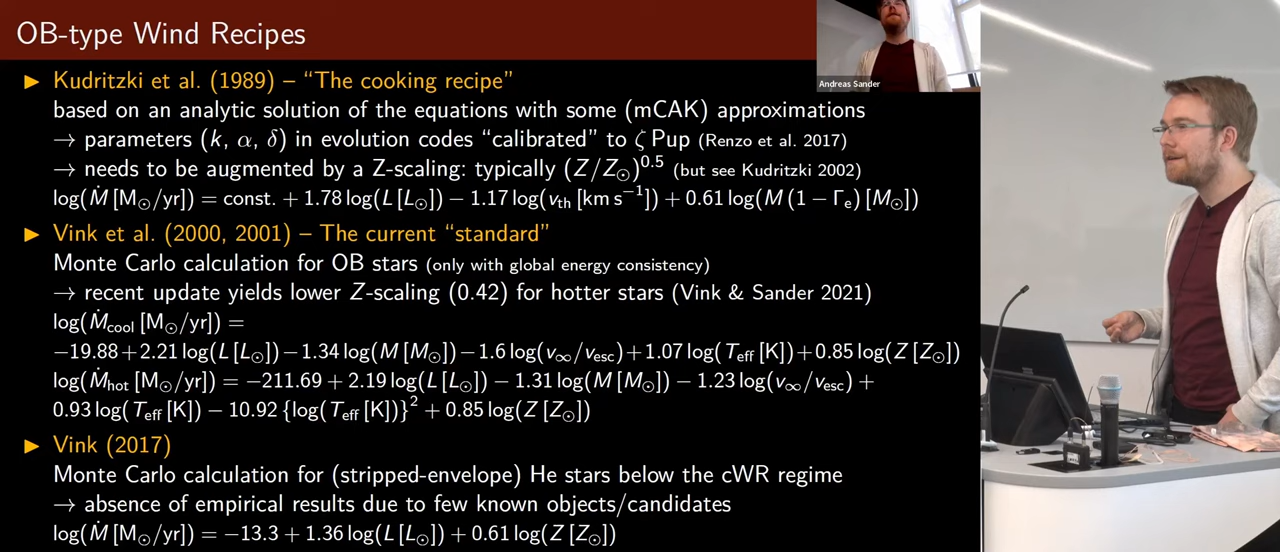 OB-type Wind Recipes
Andreas Sander
▶ Kudritzki et al. (1989) – “The cooking recipe”
based on an analytic solution of the equations with some (mCAK) approximations
→ parameters (k, α, δ) in evolution codes “calibrated” to ζ Pup (Renzo et al. 2017)
→ needs to be augmented by a Z-scaling: typically (Z/Z☉)^0.5 (but see Kudritzki 2002)
log(Ṁ [M☉/yr]) = const. + 1.78 log(L [L☉]) − 1.17 log(v_th [km s⁻¹]) + 0.61 log(M (1 − Γ_e) [M☉])
▶ Vink et al. (2000, 2001) – The current “standard”
Monte Carlo calculation for OB stars (only with global energy consistency)
→ recent update yields lower Z-scaling (0.42) for hotter stars (Vink & Sander 2021)
log(Ṁ_cool [M☉/yr]) =
−19.88 + 2.21 log(L [L☉]) − 1.34 log(M [M☉]) − 1.6 log(v_∞/v_esc) + 1.07 log(T_eff [K]) + 0.85 log(Z [Z☉])
log(Ṁ_hot [M☉/yr]) = −211.69 + 2.19 log(L [L☉]) − 1.31 log(M [M☉]) − 1.23 log(v_∞/v_esc) +
0.93 log(T_eff [K]) − 10.92 {log(T_eff [K])}² + 0.85 log(Z [Z☉])
▶ Vink (2017)
Monte Carlo calculation for (stripped-envelope) He stars below the cWR regime
→ absence of empirical results due to few known objects/candidates
log(Ṁ [M☉/yr]) = −13.3 + 1.36 log(L [L☉]) + 0.61 log(Z [Z☉])